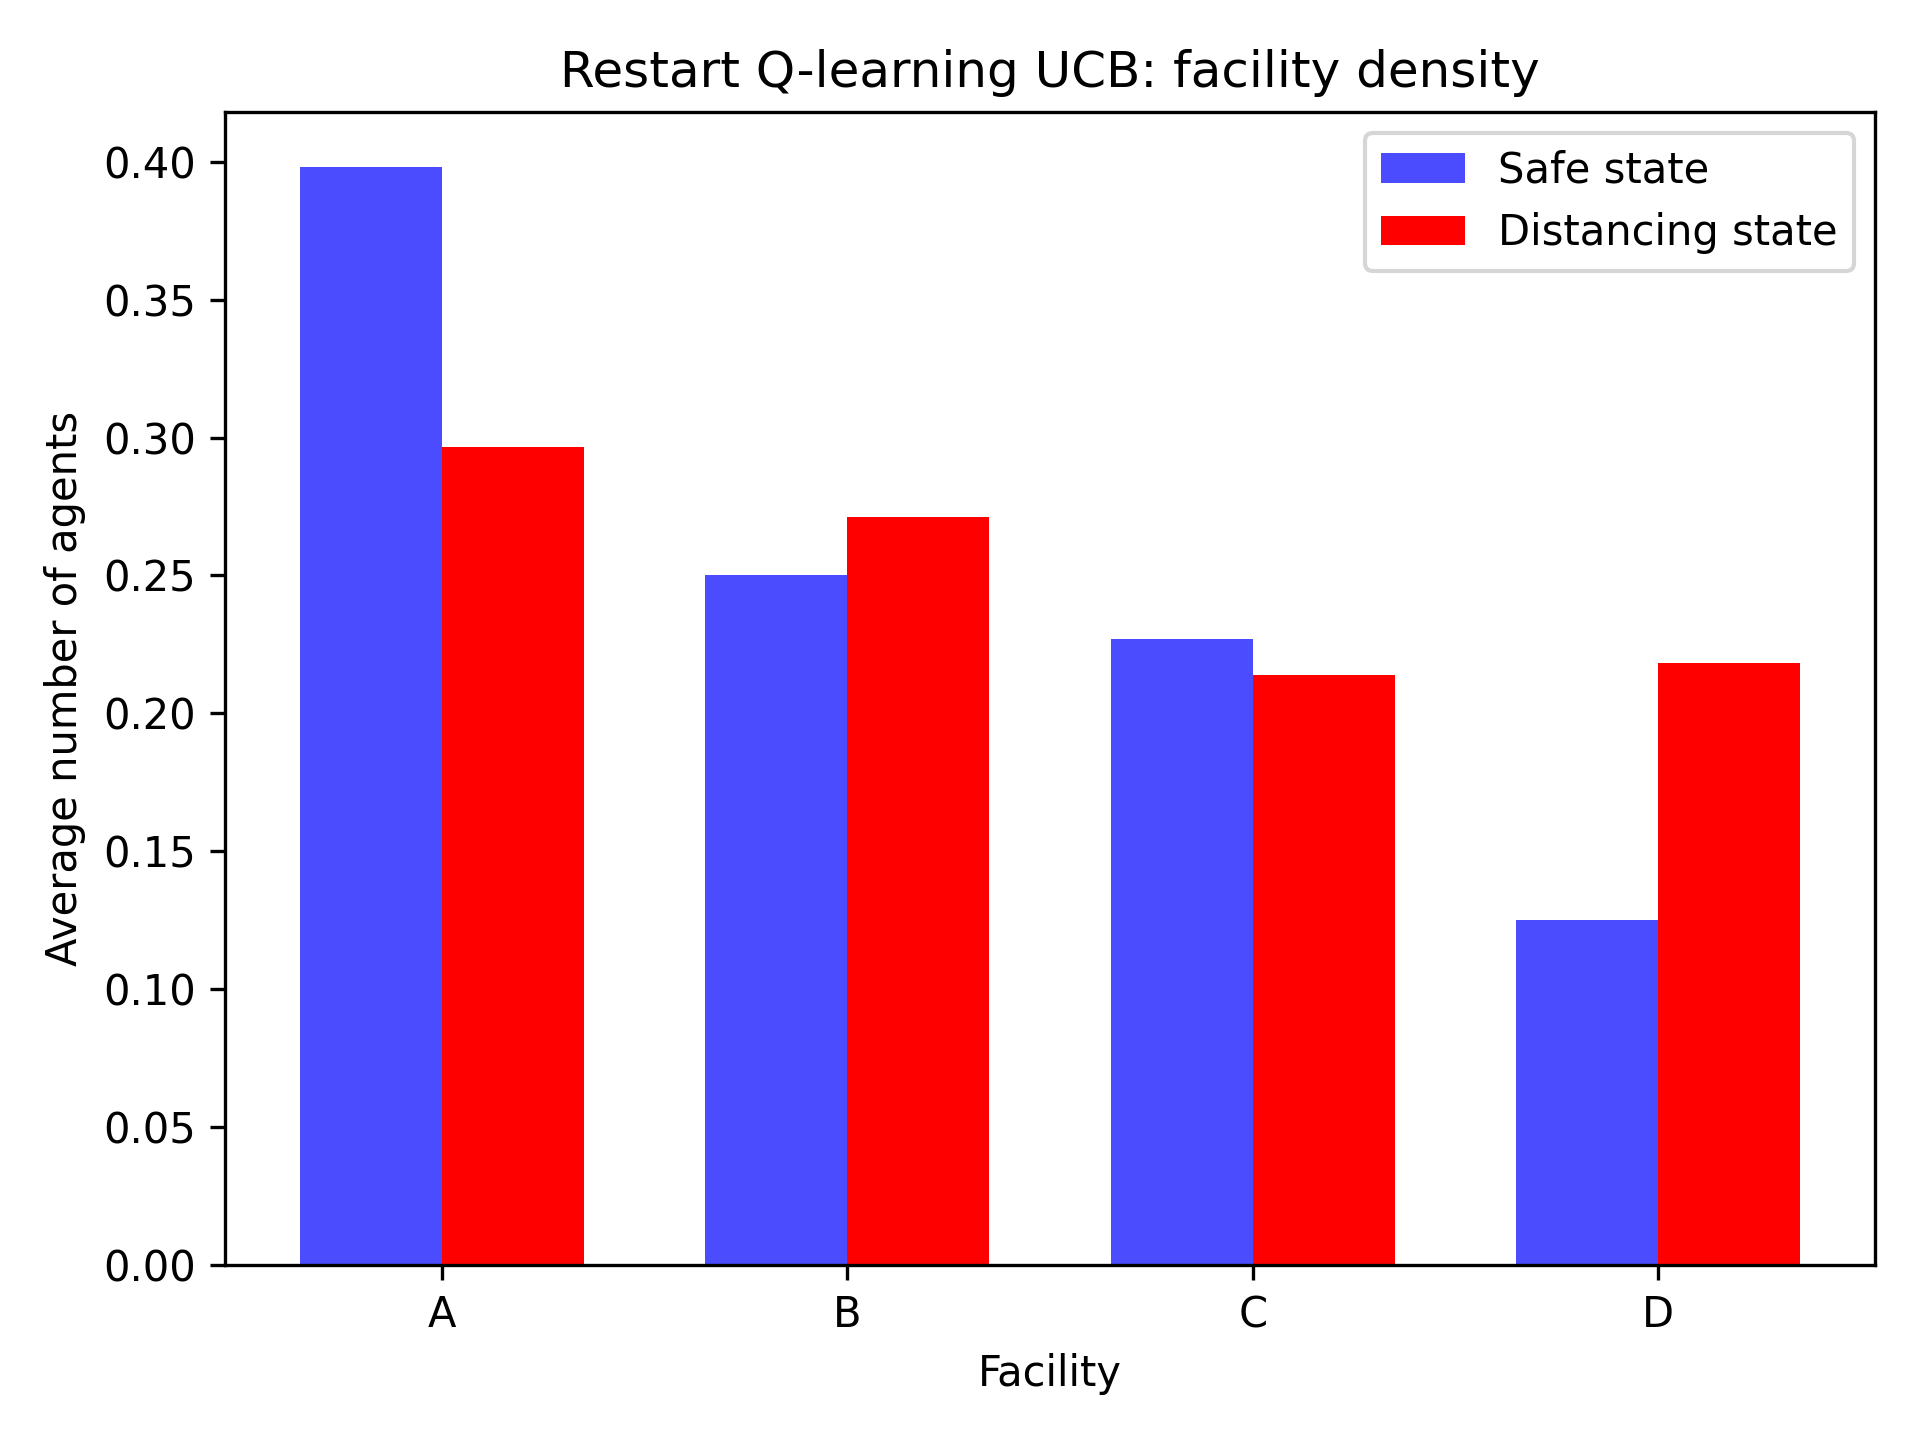 Restart Q-learning UCB: facility density
Safe state
Distancing state
0.40
0.35
0.30
0.25
0.20
0.15
0.10
0.05
0.00
Average number of agents
A B C D
Facility